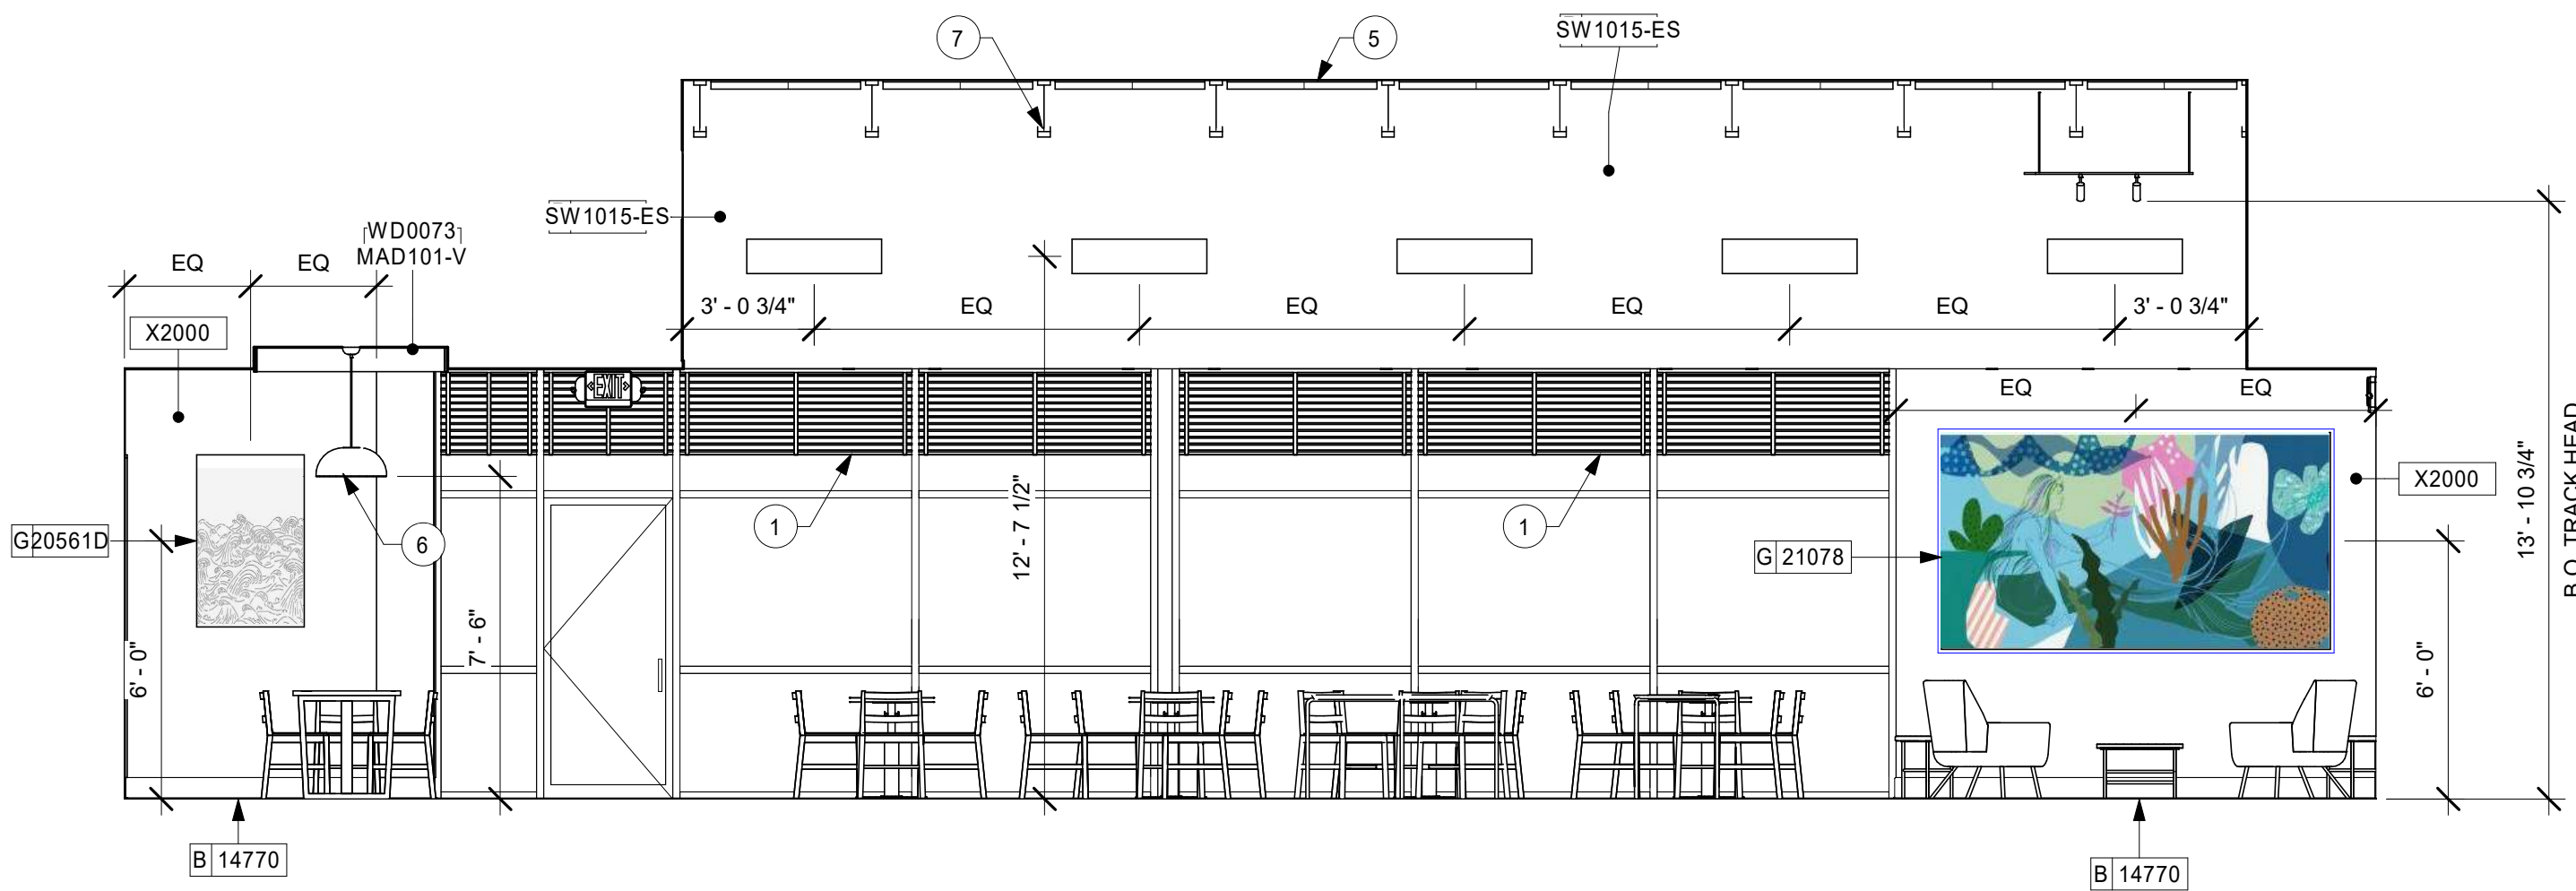 7
5
SW1015-ES
SW1015-ES
WD0073
MAD101-V
EQ
EQ
3' - 0 3/4"
EQ
EQ
EQ
EQ
3' - 0 3/4"
X2000
EXIT
EQ
EQ
G 20561D
6
1
1
12' - 7 1/2"
G 21078
X2000
13' - 10 3/4"
B.O. TRACK HEAD
6' - 0"
7' - 6"
6' - 0"
B 14770
B 14770